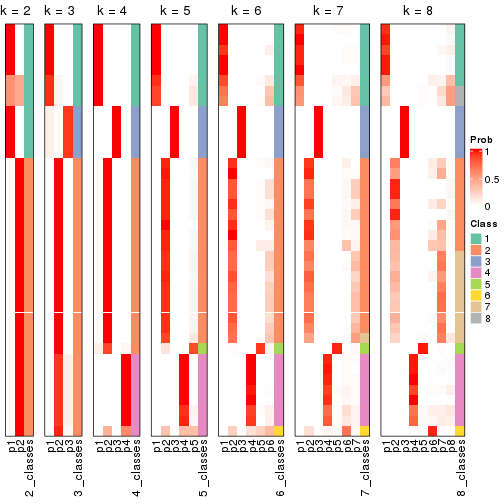 k = 2
k = 3
k = 4
k = 5
k = 6
k = 7
k = 8
Prob
1
0.5
0
Class
1
2
3
4
5
6
7
8
p1
p2
2_classes
p1
p2
p3
3_classes
p1
p2
p3
p4
4_classes
p1
p2
p3
p4
p5
5_classes
p1
p2
p3
p4
p5
p6
6_classes
p1
p2
p3
p4
p5
p6
p7
7_classes
p1
p2
p3
p4
p5
p6
p7
p8
8_classes